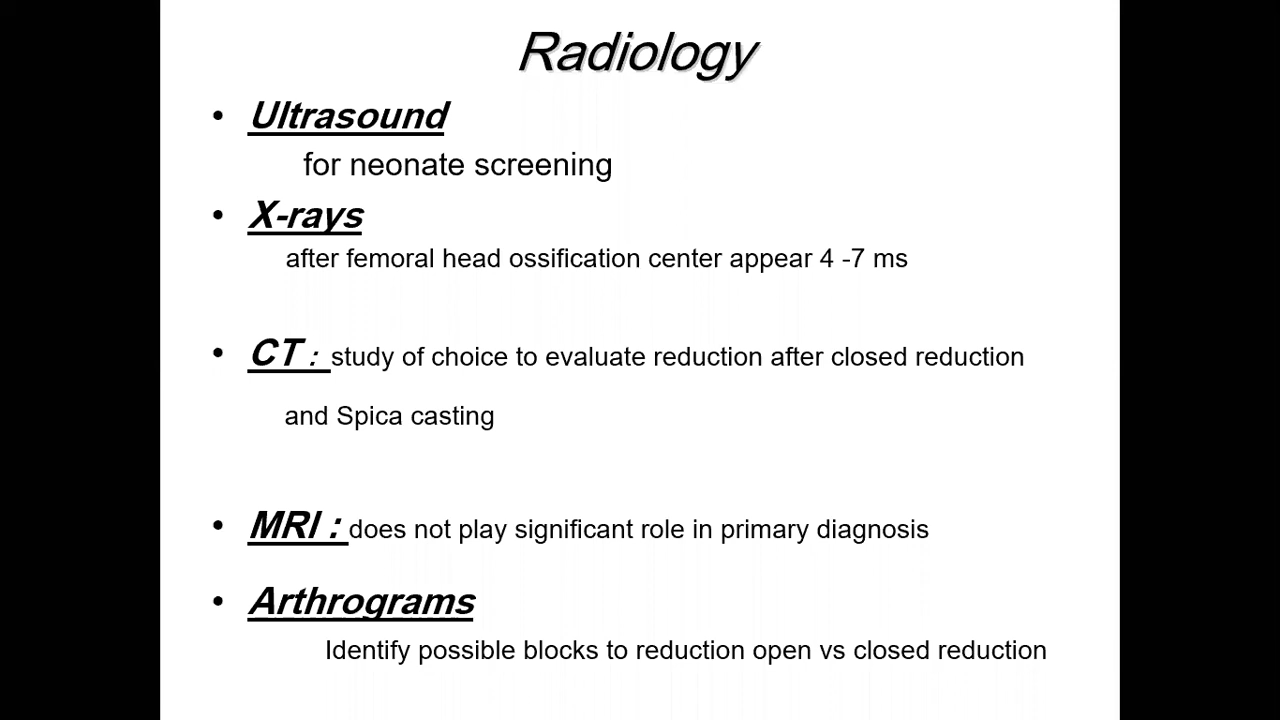 Radiology
• Ultrasound
for neonate screening
• X-rays
after femoral head ossification center appear 4 -7 ms
• CT : study of choice to evaluate reduction after closed reduction
and Spica casting
• MRI : does not play significant role in primary diagnosis
• Arthrograms
Identify possible blocks to reduction open vs closed reduction